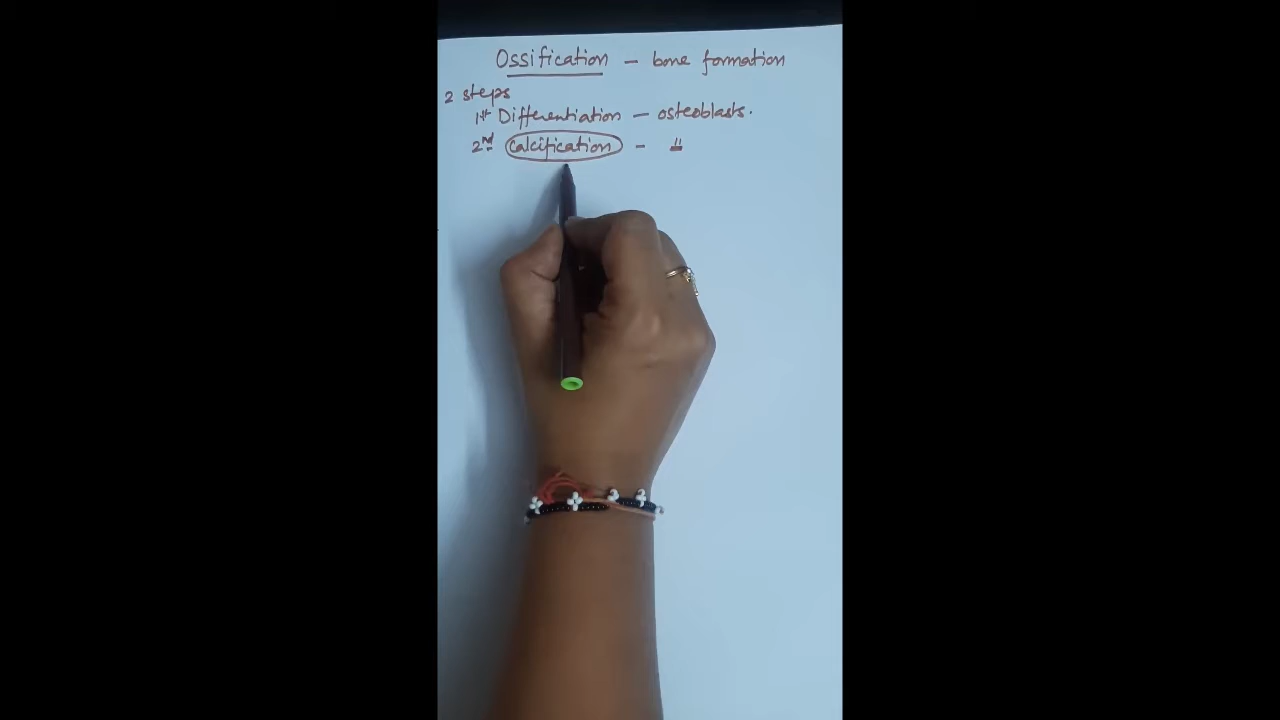 Ossification - bone formation
2 steps
1st Differentiation - osteoblasts.
2nd Calcification - "